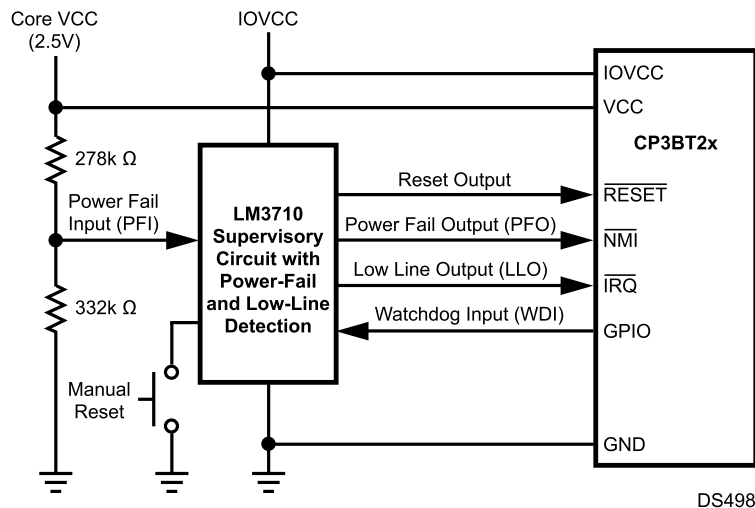 Core VCC
(2.5V)
IOVCC
IOVCC
VCC
CP3BT2x
278k Ω
Power Fail
Input (PFI)
LM3710
Supervisory
Circuit with
Power-Fail
and Low-Line
Detection
Reset Output
RESET
Power Fail Output (PFO)
NMI
Low Line Output (LLO)
IRQ
Watchdog Input (WDI)
GPIO
332k Ω
Manual
Reset
GND
DS498